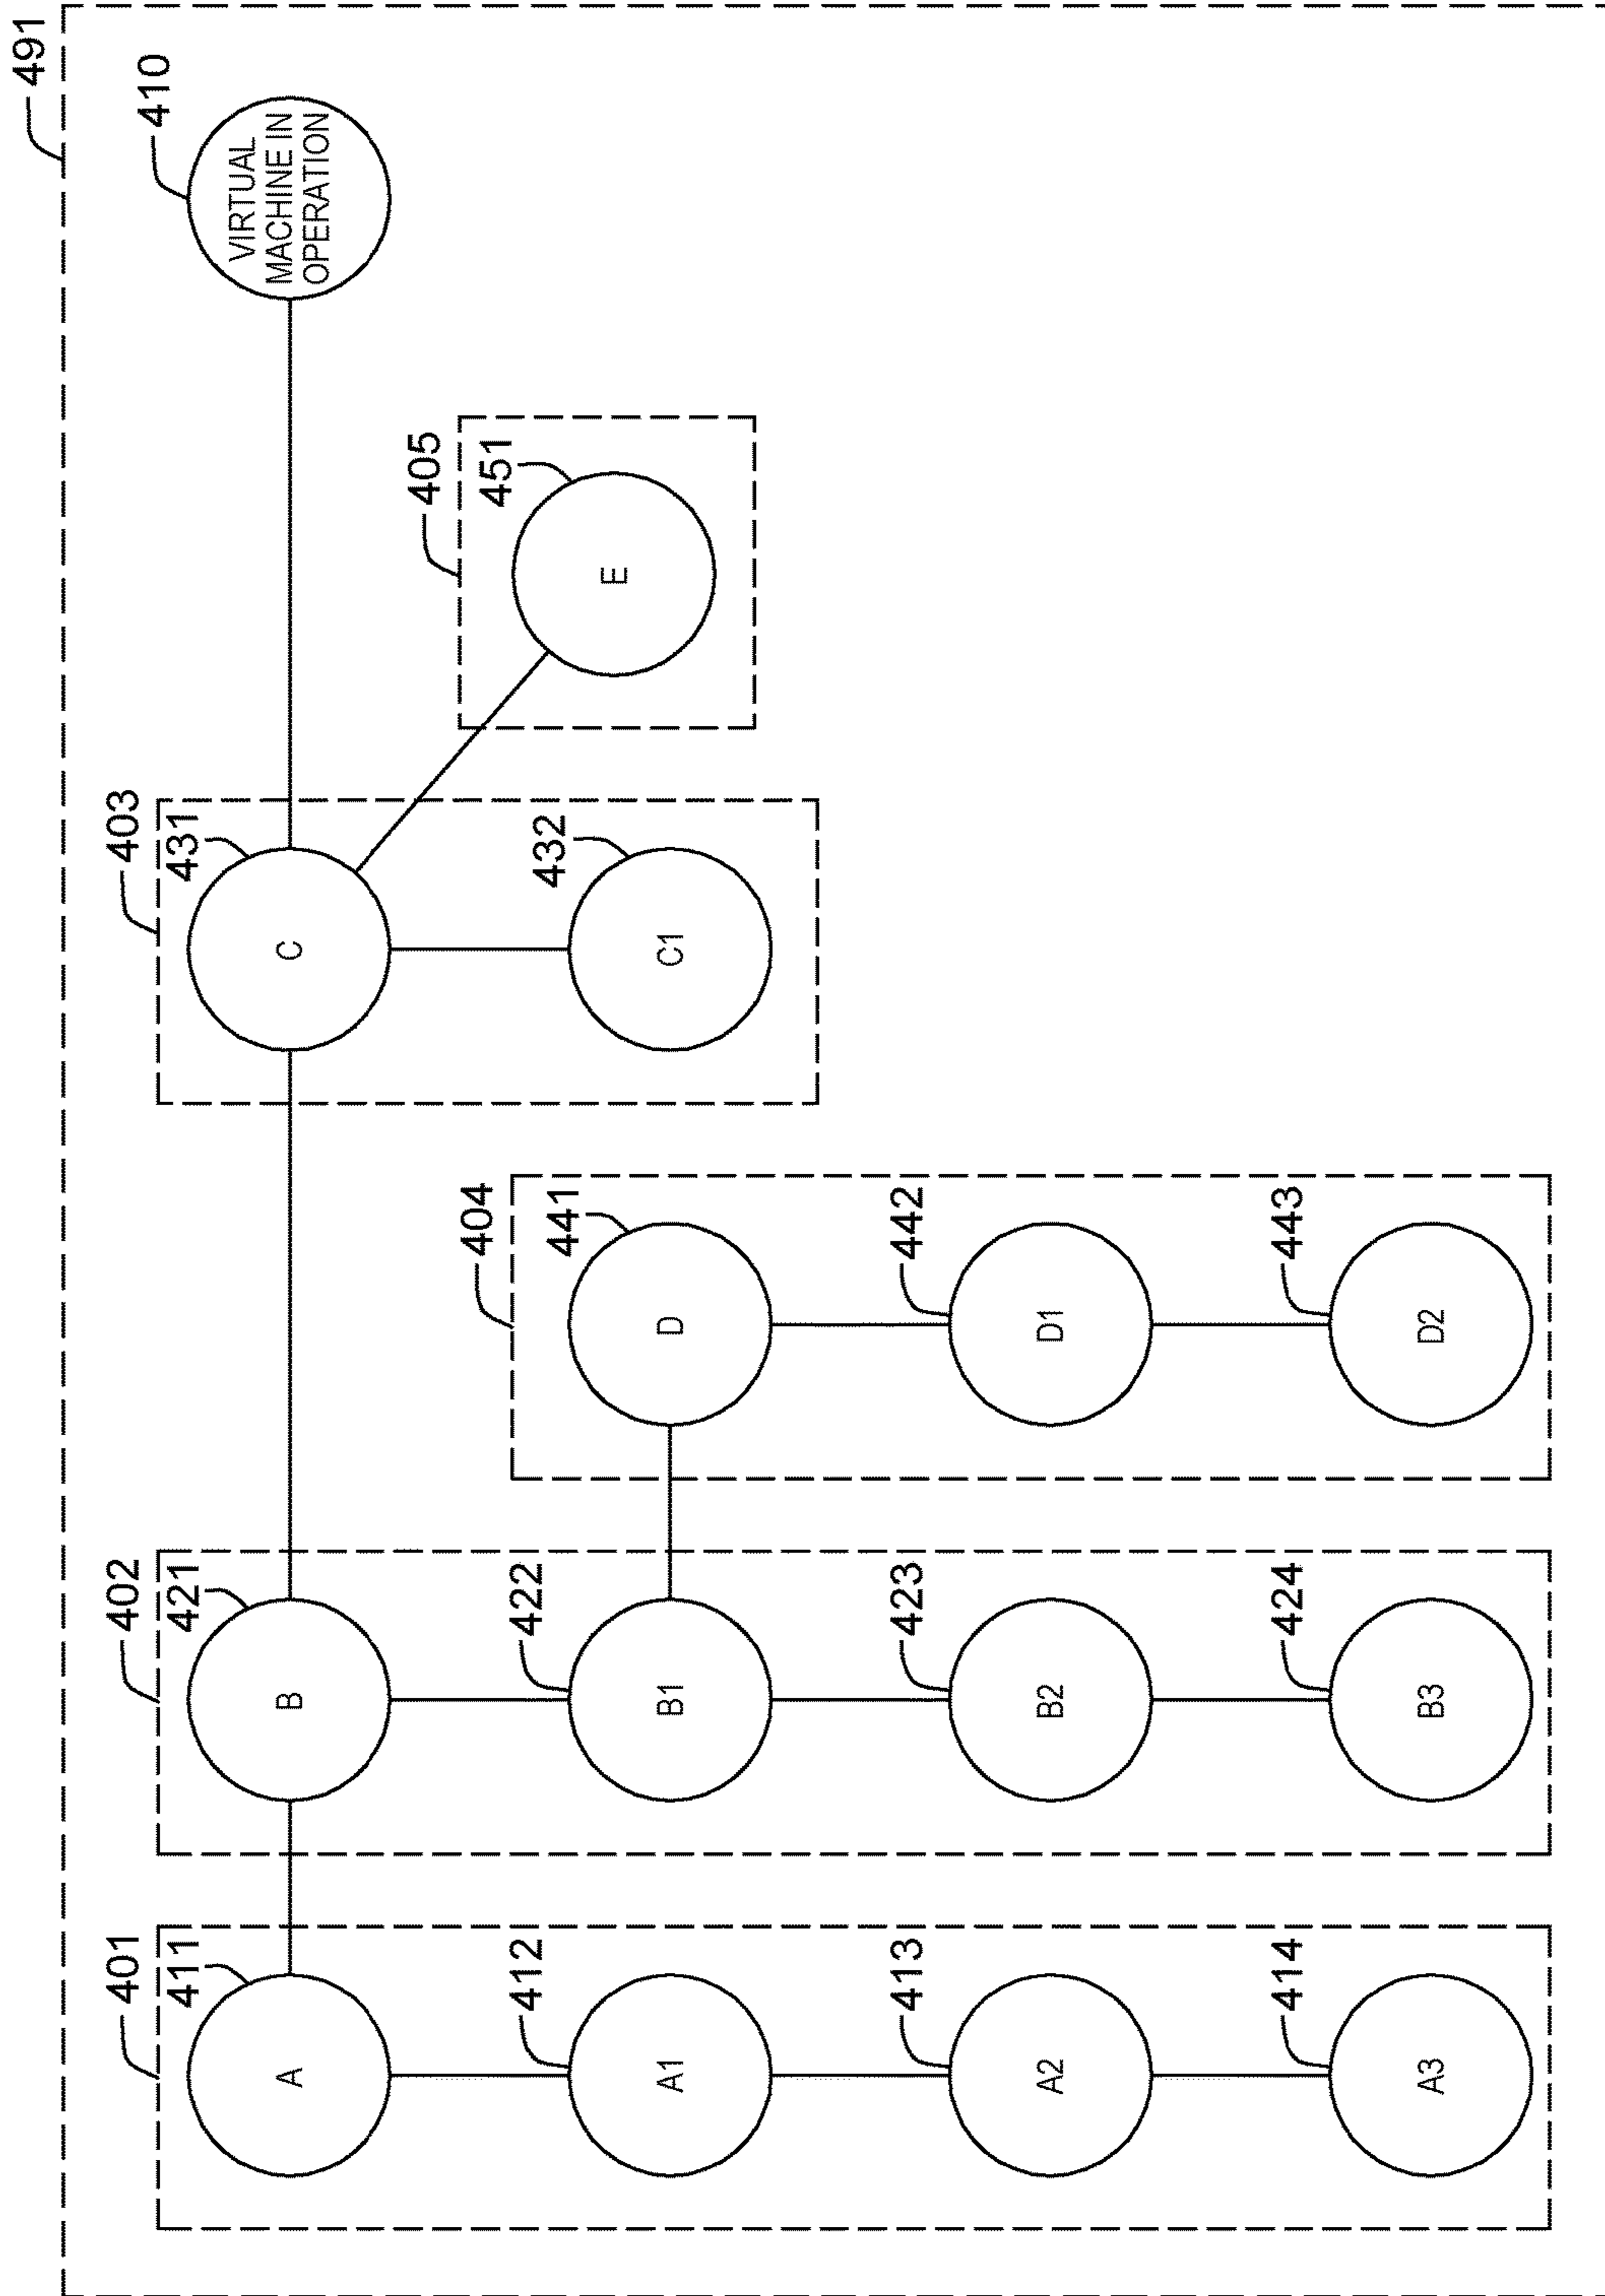 491
410
VIRTUAL
MACHINE IN
OPERATION
401
411
A
412
A1
413
A2
414
A3
402
421
B
422
B1
423
B2
424
B3
404
441
D
442
D1
443
D2
403
431
C
432
C1
405
451
E